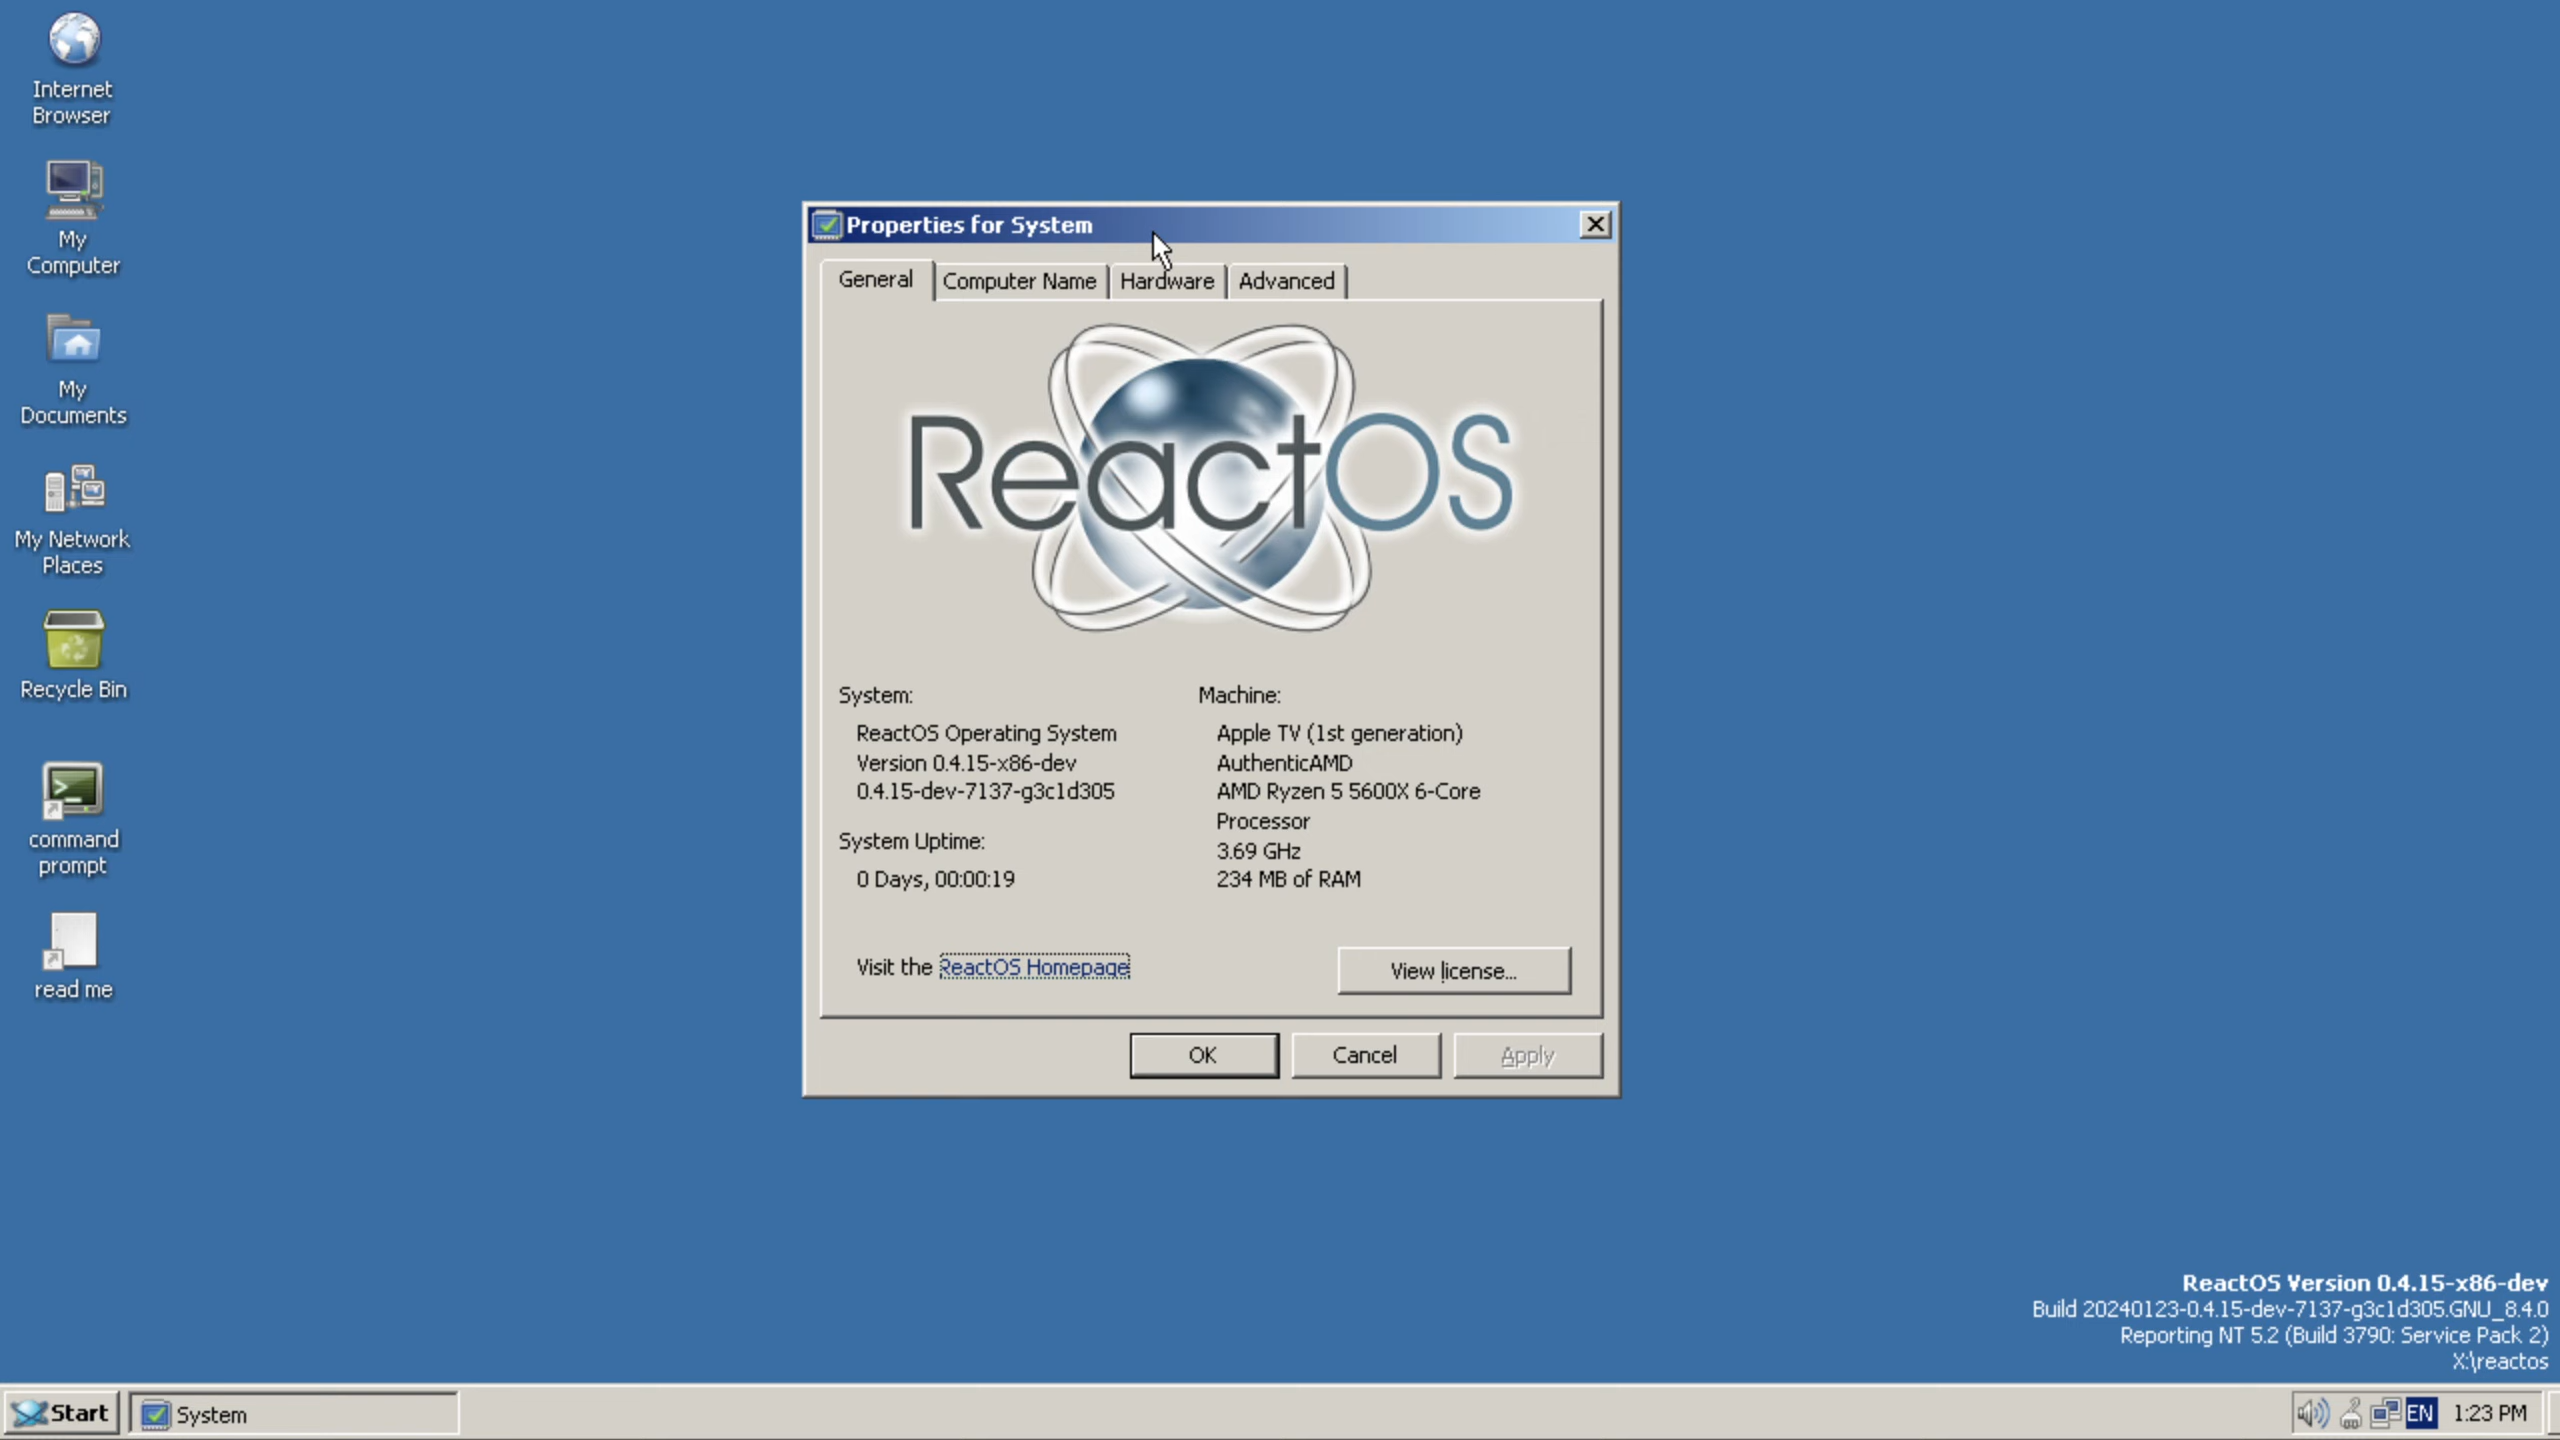 Internet
Browser
My
Computer
My
Documents
My Network
Places
Recycle Bin
command
prompt
read me
Properties for System
General
Computer Name
Hardware
Advanced
ReactOS
System:
ReactOS Operating System
Version 0.4.15-x86-dev
0.4.15-dev-7137-g3c1d305
System Uptime:
0 Days, 00:00:19
Machine:
Apple TV (1st generation)
AuthenticAMD
AMD Ryzen 5 5600X 6-Core
Processor
3.69 GHz
234 MB of RAM
Visit the ReactOS Homepage
View license...
OK
Cancel
Apply
ReactOS Version 0.4.15-x86-dev
Build 20240123-0.4.15-dev-7137-g3c1d305.GNU_8.4.0
Reporting NT 5.2 (Build 3790: Service Pack 2)
X:\reactos
Start
System
EN
1:23 PM